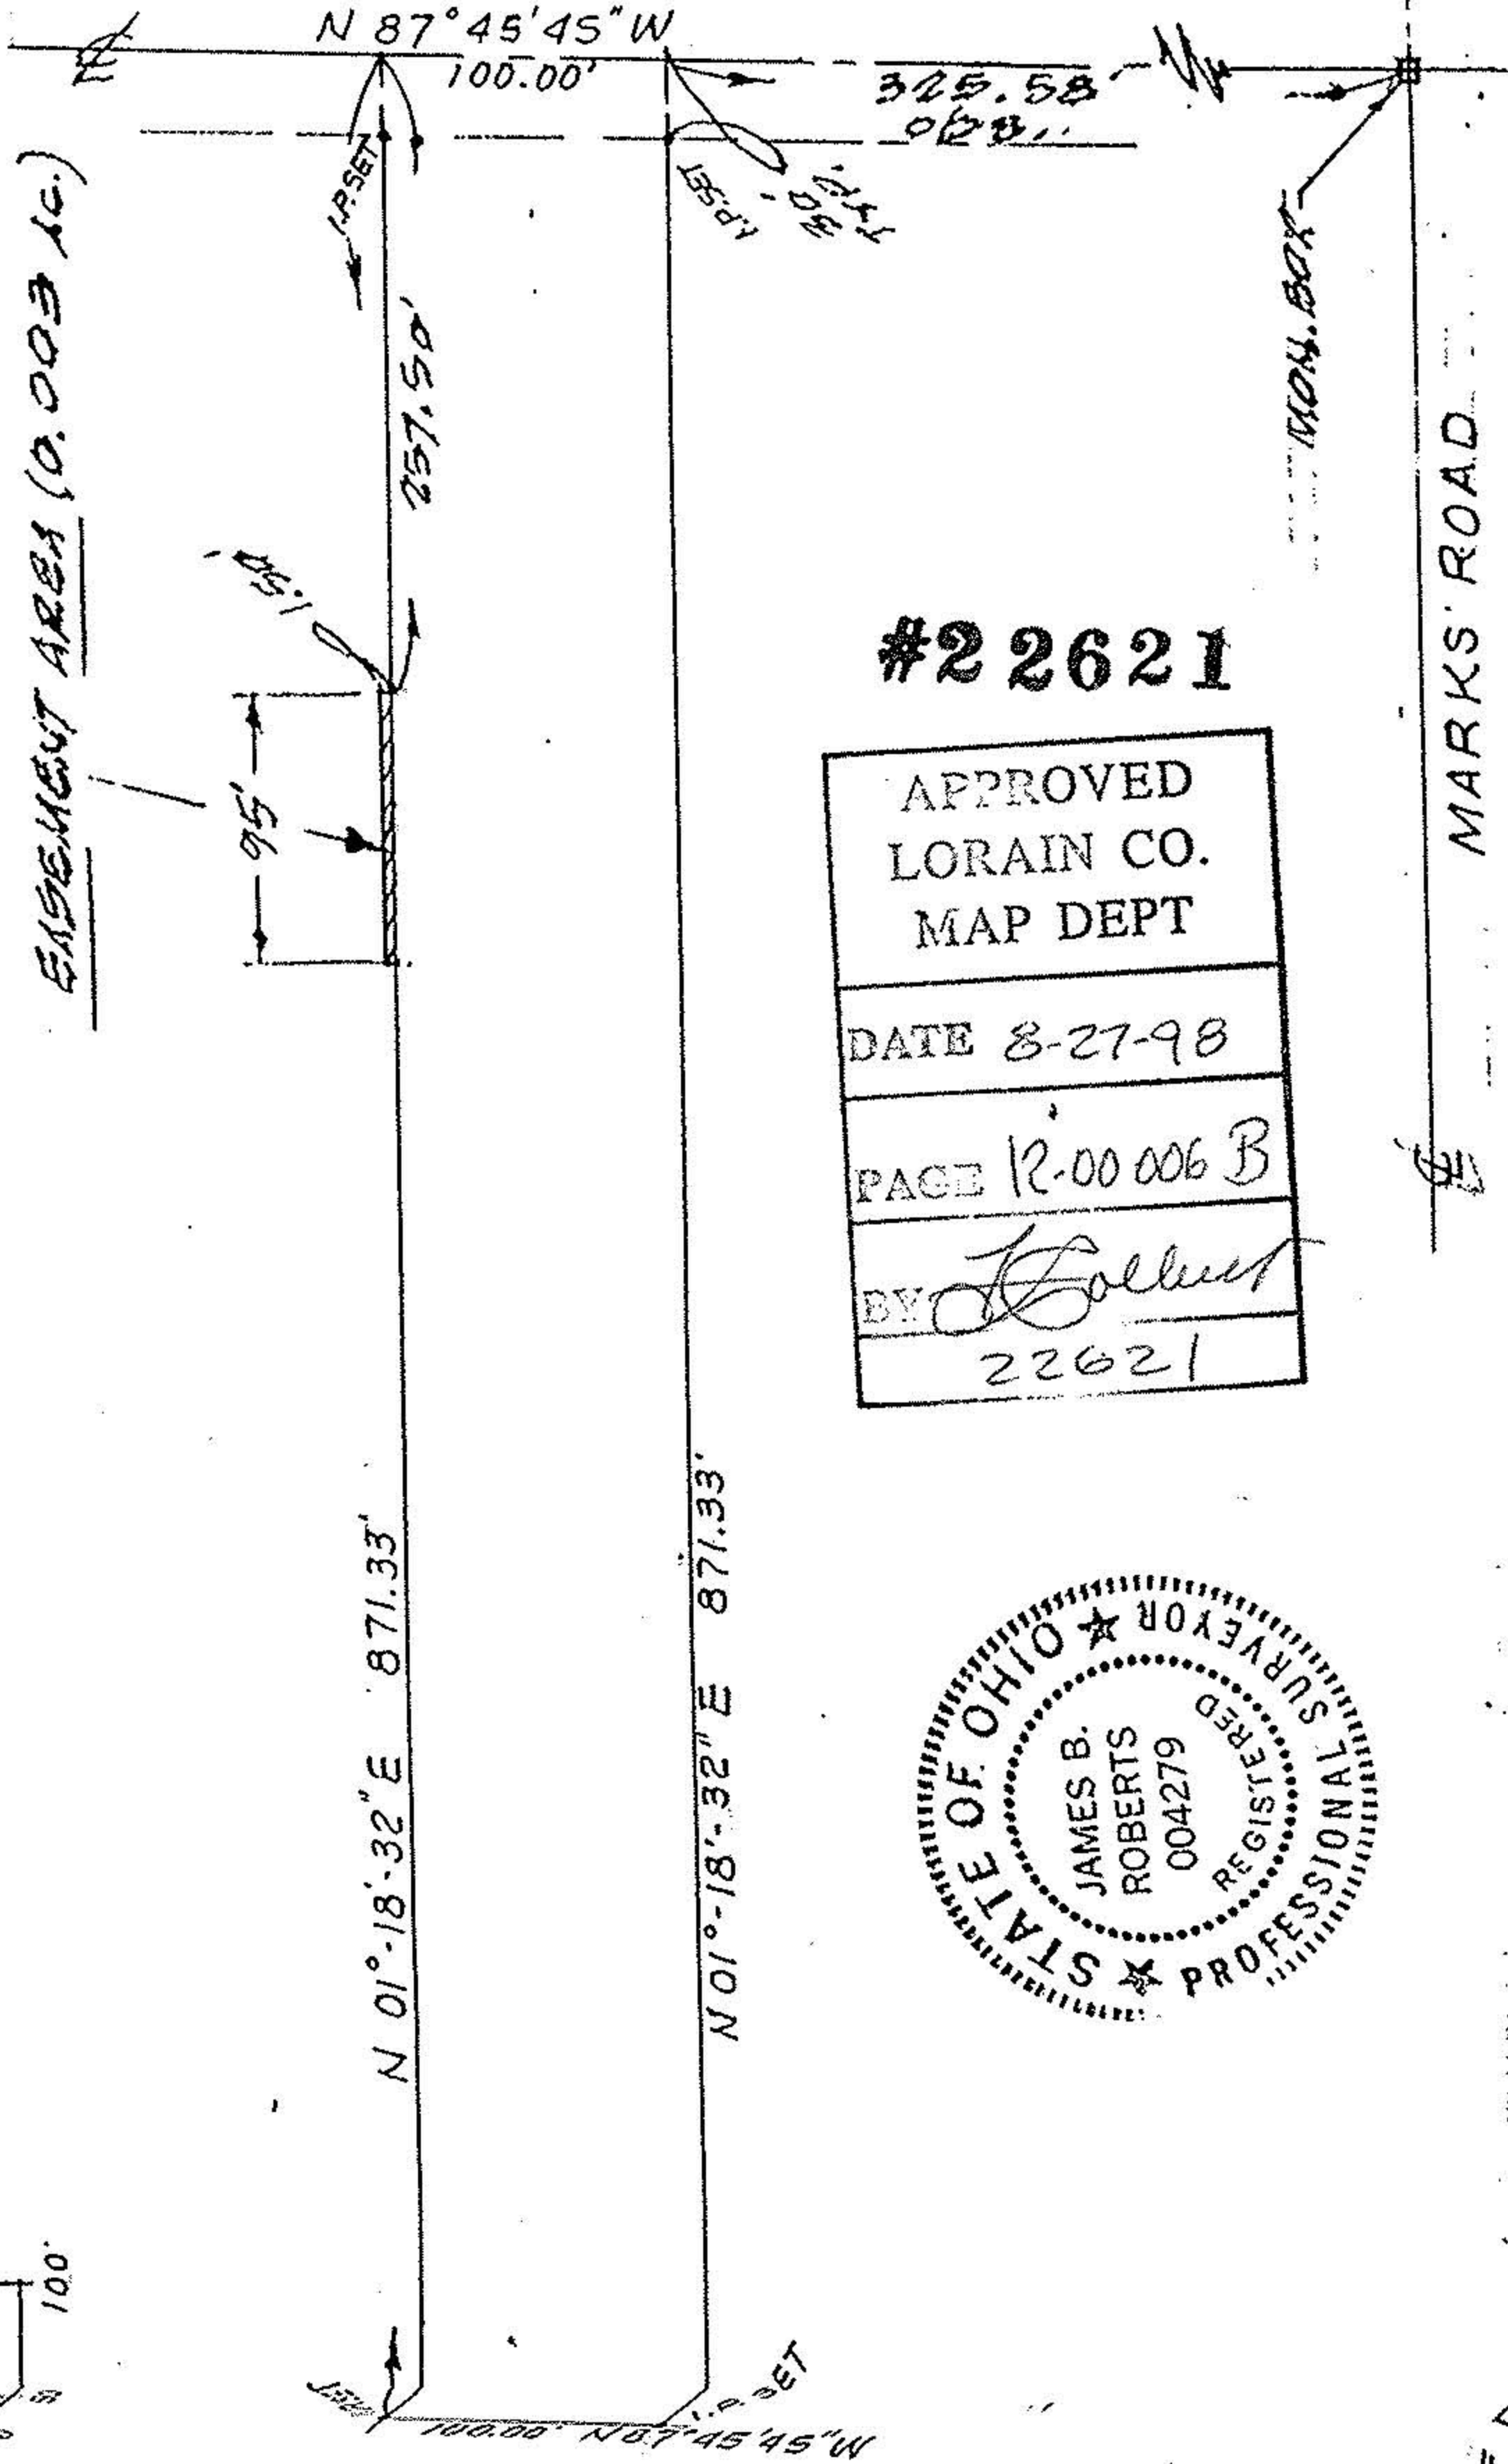 N 87°45'45" W
100.00'
325.58'
I.P. SET
I.P. SET
30'
257.50'
1.50'
EASEMENT AREA (0.003 Ac.)
95'
MON. BOX
MARKS ROAD
#22621
APPROVED
LORAIN CO.
MAP DEPT
DATE 8-27-98
PAGE 12-00 006 B
BY
22621
N 01°-18'-32" E 871.33'
N 01°-18'-32" E 871.33'
STATE OF OHIO
JAMES B.
ROBERTS
004279
REGISTERED
PROFESSIONAL SURVEYOR
100'
I.P. SET
100.00' N 87°45'45" W